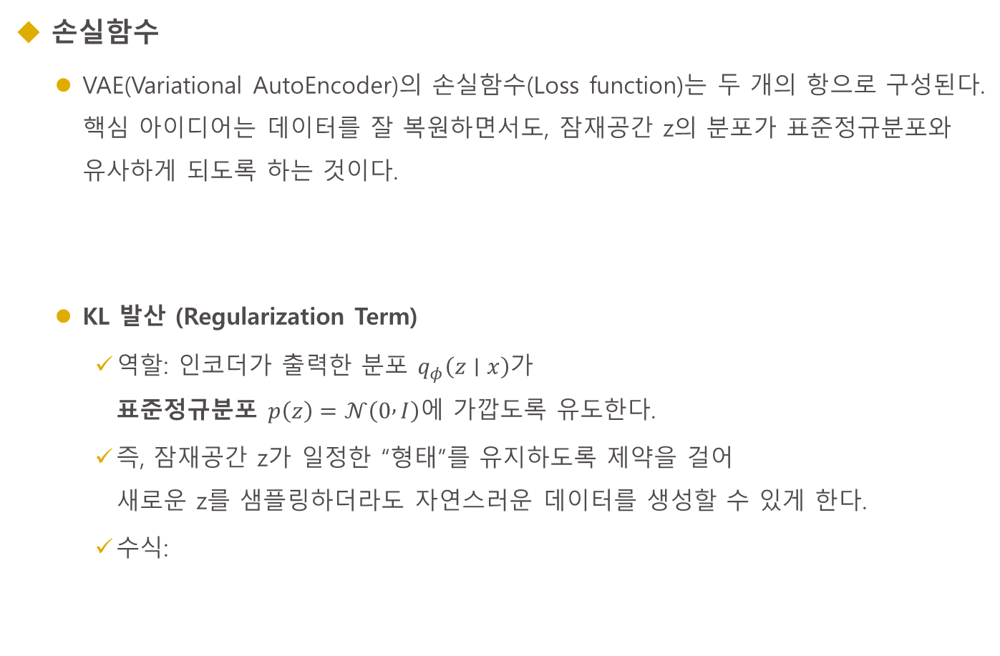 ◆ 손실함수
● VAE(Variational AutoEncoder)의 손실함수(Loss function)는 두 개의 항으로 구성된다.
핵심 아이디어는 데이터를 잘 복원하면서도, 잠재공간 z의 분포가 표준정규분포와
유사하게 되도록 하는 것이다.
● KL 발산 (Regularization Term)
✓ 역할: 인코더가 출력한 분포 𝑞𝜙(𝑧 ∣ 𝑥)가
표준정규분포 𝑝(𝑧) = 𝒩(0, 𝐼)에 가깝도록 유도한다.
✓ 즉, 잠재공간 z가 일정한 “형태”를 유지하도록 제약을 걸어
새로운 z를 샘플링하더라도 자연스러운 데이터를 생성할 수 있게 한다.
✓ 수식: